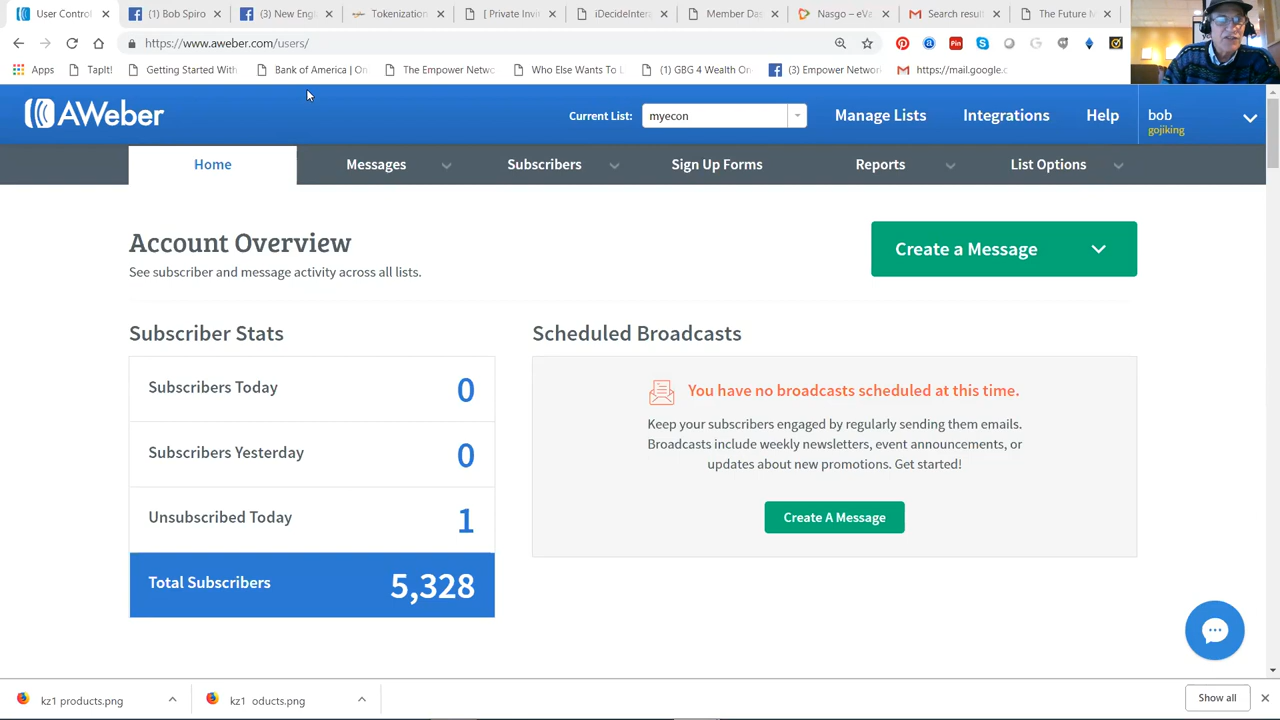 User Control
(1) Bob Spiro
(3) New Eng
Tokenization
[ Private Inv
iDecideInter
Member Das
Nasgo – eVa
Search resul
The Future M
https://www.aweber.com/users/
Apps
TapIt!
Getting Started With
Bank of America | On
The Empower Netwo
Who Else Wants To L
(1) GBG 4 Wealth On
(3) Empower Networ
https://mail.google.c
AWeber
Current List:
myecon
Manage Lists
Integrations
Help
bob
gojiking
Home
Messages
Subscribers
Sign Up Forms
Reports
List Options
Account Overview
See subscriber and message activity across all lists.
Create a Message
Subscriber Stats
Subscribers Today
0
Subscribers Yesterday
0
Unsubscribed Today
1
Total Subscribers
5,328
Scheduled Broadcasts
You have no broadcasts scheduled at this time.
Keep your subscribers engaged by regularly sending them emails.
Broadcasts include weekly newsletters, event announcements, or
updates about new promotions. Get started!
Create A Message
kz1 products.png
kz1 oducts.png
Show all